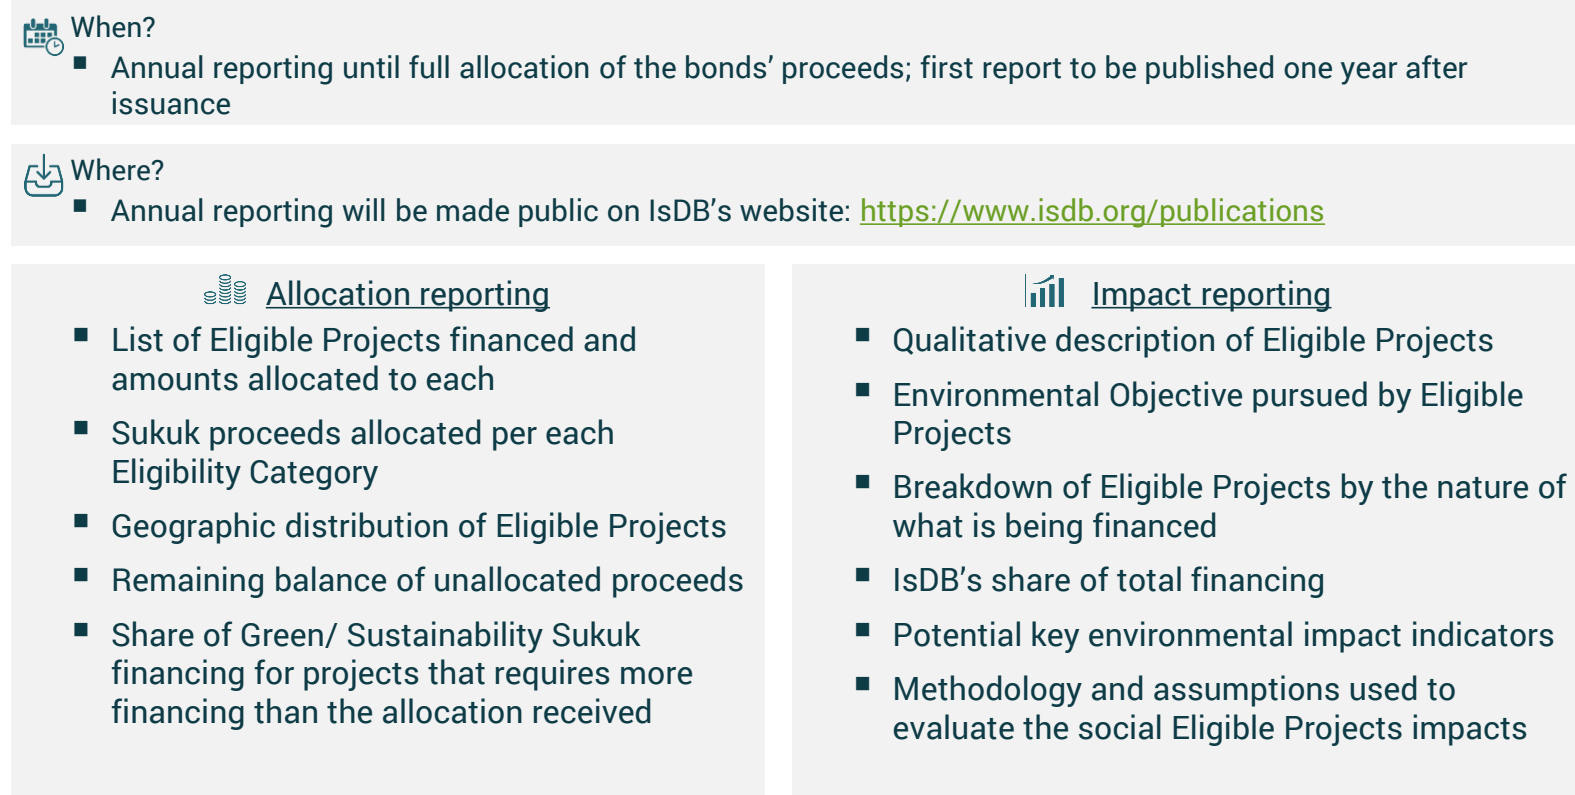 When?
▪ Annual reporting until full allocation of the bonds’ proceeds; first report to be published one year after
issuance
Where?
▪ Annual reporting will be made public on IsDB’s website: https://www.isdb.org/publications
Allocation reporting
▪ List of Eligible Projects financed and
amounts allocated to each
▪ Sukuk proceeds allocated per each
Eligibility Category
▪ Geographic distribution of Eligible Projects
▪ Remaining balance of unallocated proceeds
▪ Share of Green/ Sustainability Sukuk
financing for projects that requires more
financing than the allocation received
Impact reporting
▪ Qualitative description of Eligible Projects
▪ Environmental Objective pursued by Eligible
Projects
▪ Breakdown of Eligible Projects by the nature of
what is being financed
▪ IsDB’s share of total financing
▪ Potential key environmental impact indicators
▪ Methodology and assumptions used to
evaluate the social Eligible Projects impacts